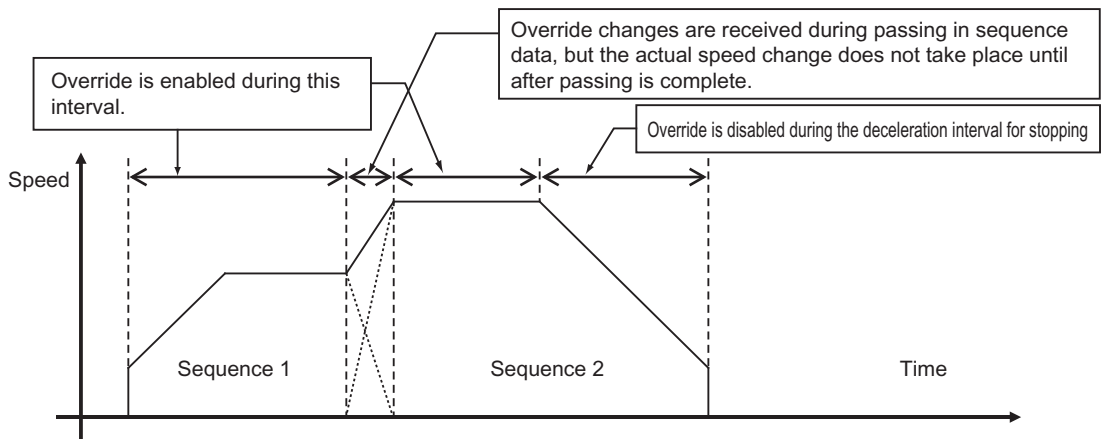 Override changes are received during passing in sequence
data, but the actual speed change does not take place until
after passing is complete.
Override is enabled during this
interval.
Override is disabled during the deceleration interval for stopping
Speed
Sequence 1
Sequence 2
Time